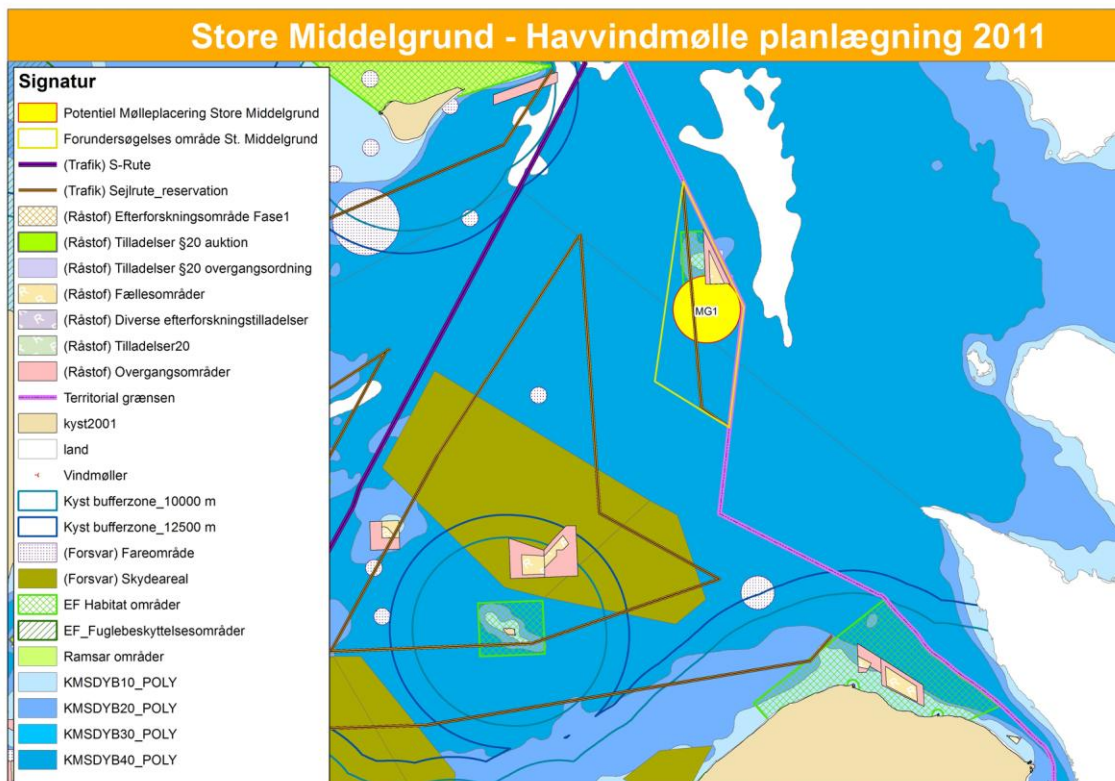 Store Middelgrund - Havvindmølle planlægning 2011
Signatur
Potentiel Mølleplacering Store Middelgrund
Forundersøgelses område St. Middelgrund
(Trafik) S-Rute
(Trafik) Sejlrute_reservation
(Råstof) Efterforskningsområde Fase1
(Råstof) Tilladelser §20 auktion
(Råstof) Tilladelser §20 overgangsordning
(Råstof) Fællesområder
(Råstof) Diverse efterforskningstilladelser
(Råstof) Tilladelser20
(Råstof) Overgangsområder
Territorial grænsen
kyst2001
land
Vindmøller
Kyst bufferzone_10000 m
Kyst bufferzone_12500 m
(Forsvar) Fareområde
(Forsvar) Skydeareal
EF Habitat områder
EF_Fuglebeskyttelsesområder
Ramsar områder
KMSDYB10_POLY
KMSDYB20_POLY
KMSDYB30_POLY
KMSDYB40_POLY
MG1